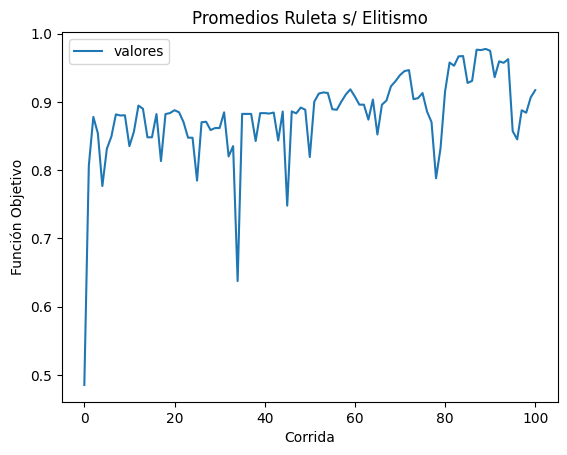 Promedios Ruleta s/ Elitismo
valores
1.0
0.9
0.8
0.7
0.6
0.5
Función Objetivo
0 20 40 60 80 100
Corrida